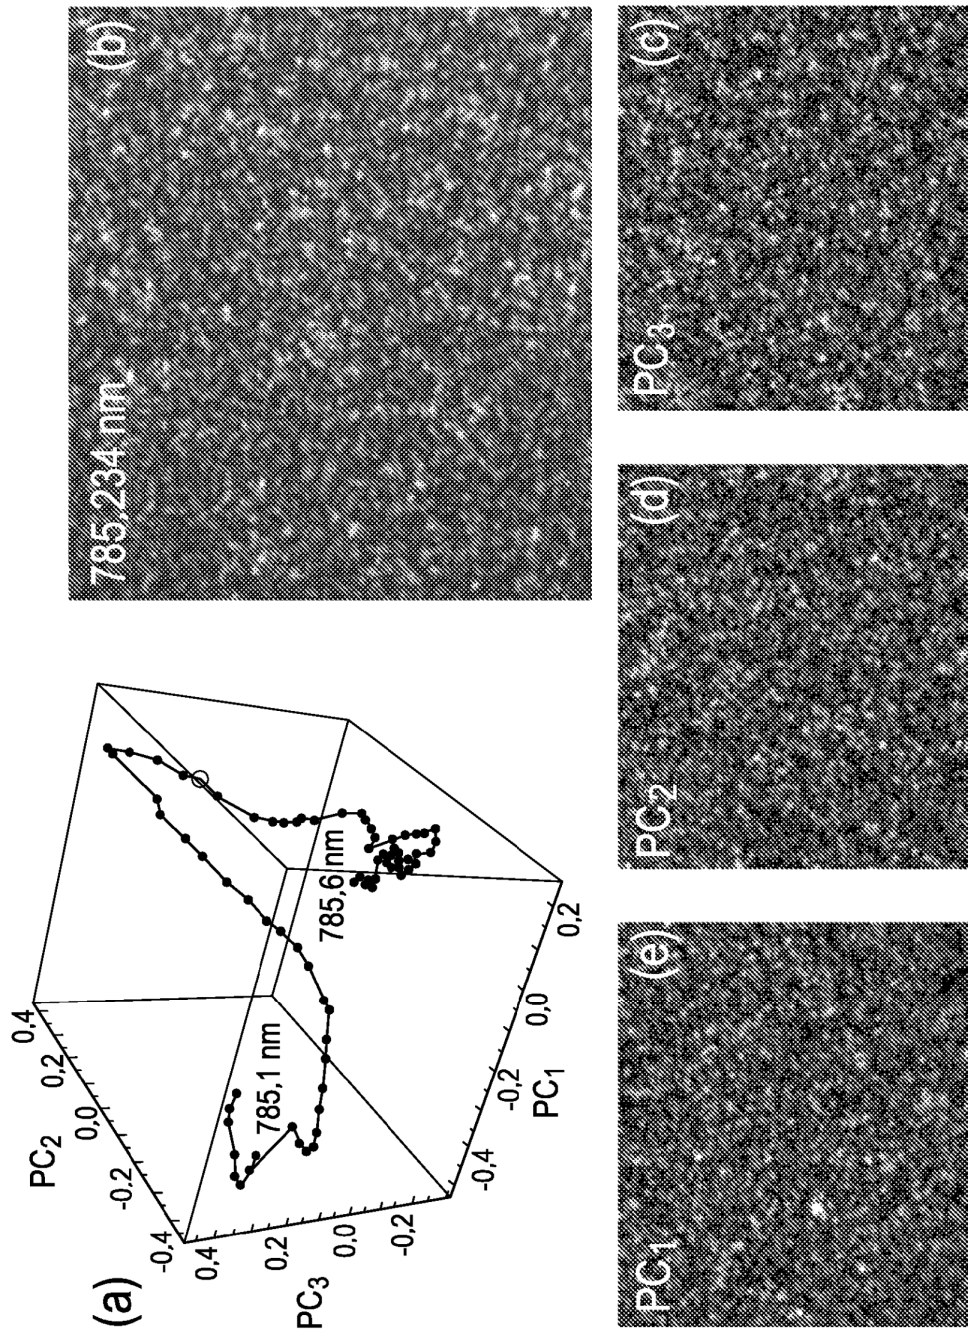 (a)
PC2
0,4
0,2
0,0
-0,2
-0,4
PC3
0,4
0,2
0,0
-0,2
785,1 nm
785,6 nm
-0,4
-0,2
0,0
0,2
PC1
785,234 nm
(b)
PC1
(e)
PC2
(d)
PC3
(c)